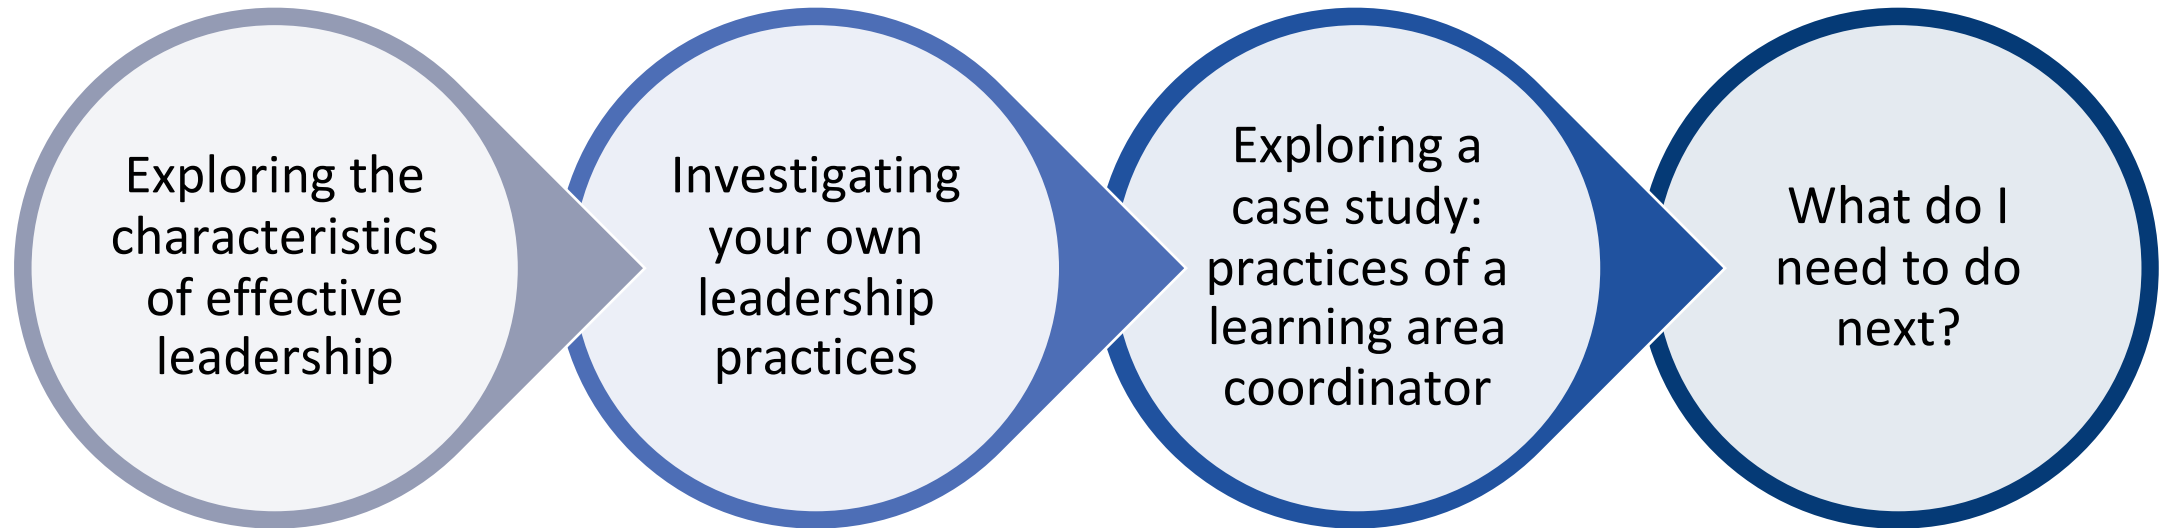 Exploring the
characteristics
of effective
leadership
Investigating
your own
leadership
practices
Exploring a
case study:
practices of a
learning area
coordinator
What do I
need to do
next?